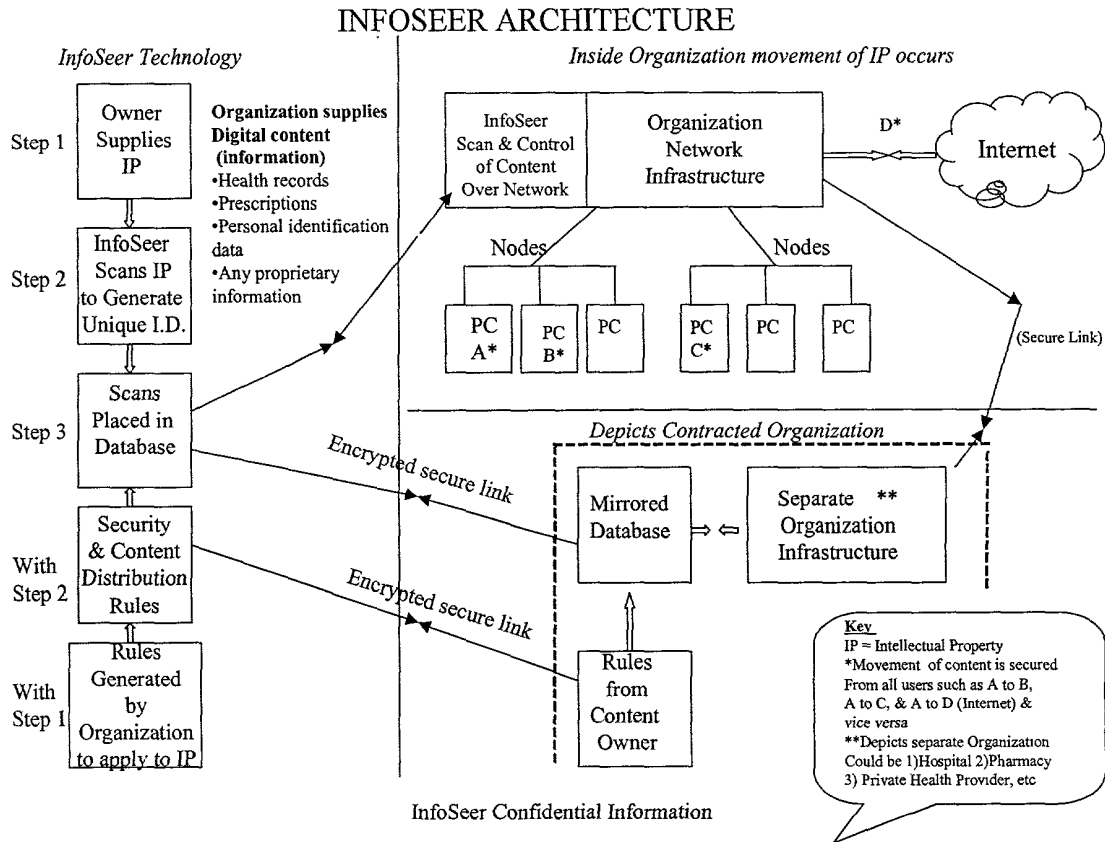 INFOSEER ARCHITECTURE
InfoSeer Technology
Inside Organization movement of IP occurs
Step 1
Owner
Supplies
IP
Organization supplies
Digital content
(information)
•Health records
•Prescriptions
•Personal identification
data
•Any proprietary
information
Step 2
InfoSeer
Scans IP
to Generate
Unique I.D.
Step 3
Scans
Placed in
Database
With
Step 2
Security
& Content
Distribution
Rules
With
Step 1
Rules
Generated
by
Organization
to apply to IP
InfoSeer
Scan & Control
of Content
Over Network
Organization
Network
Infrastructure
D*
Internet
Nodes
Nodes
PC
A*
PC
B*
PC
PC
C*
PC
PC
(Secure Link)
Depicts Contracted Organization
Encrypted secure link
Mirrored
Database
Separate **
Organization
Infrastructure
Encrypted secure link
Rules
from
Content
Owner
Key
IP = Intellectual Property
*Movement of content is secured
From all users such as A to B,
A to C, & A to D (Internet) &
vice versa
**Depicts separate Organization
Could be 1)Hospital 2)Pharmacy
3) Private Health Provider, etc
InfoSeer Confidential Information